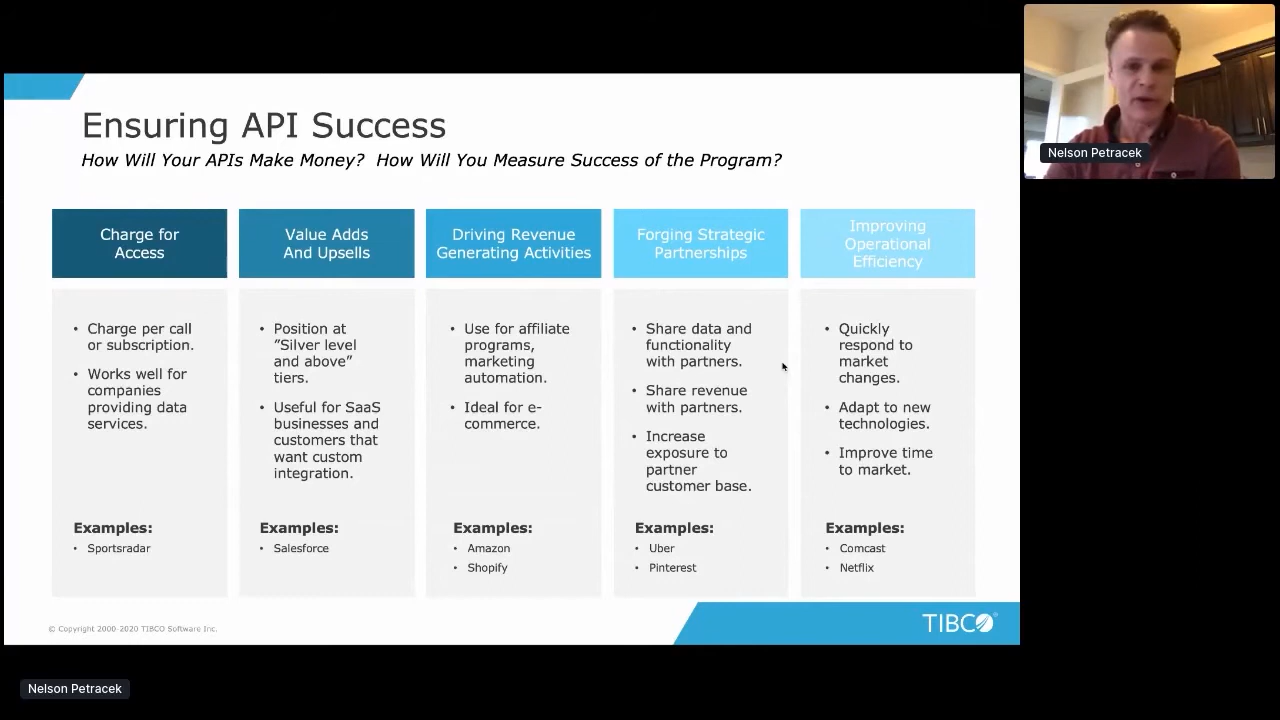 Ensuring API Success
How Will Your APIs Make Money? How Will You Measure Success of the Program?
Charge for
Access
• Charge per call
or subscription.
• Works well for
companies
providing data
services.
Examples:
• Sportsradar
Value Adds
And Upsells
• Position at
”Silver level
and above”
tiers.
• Useful for SaaS
businesses and
customers that
want custom
integration.
Examples:
• Salesforce
Driving Revenue
Generating Activities
• Use for affiliate
programs,
marketing
automation.
• Ideal for e-
commerce.
Examples:
• Amazon
• Shopify
Forging Strategic
Partnerships
• Share data and
functionality
with partners.
• Share revenue
with partners.
• Increase
exposure to
partner
customer base.
Examples:
• Uber
• Pinterest
Improving
Operational
Efficiency
• Quickly
respond to
market
changes.
• Adapt to new
technologies.
• Improve time
to market.
Examples:
• Comcast
• Netflix
© Copyright 2000-2020 TIBCO Software Inc.
TIBCO®
Nelson Petracek
Nelson Petracek